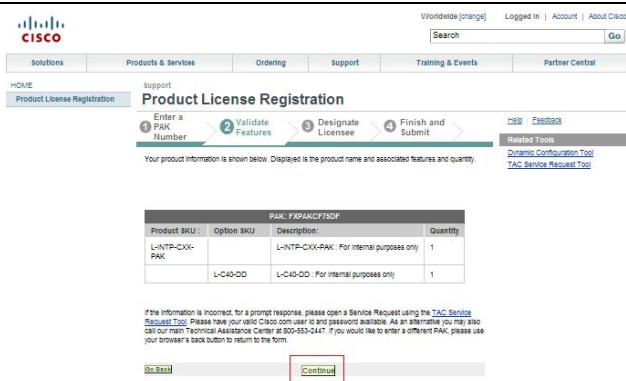 Worldwide [change] Logged In | Account | About Cisco
CISCO
Search Go
Solutions Products & Services Ordering Support Training & Events Partner Central
HOME
Product License Registration
Support
Product License Registration
1 Enter a PAK Number 2 Validate Features 3 Designate Licensee 4 Finish and Submit
Help | Feedback
Related Tools
Dynamic Configuration Tool
TAC Service Request Tool
Your product information is shown below. Displayed is the product name and associated features and quantity.
PAK: FXPAKCF75DF
Product SKU : Option SKU Description: Quantity
L-INTP-CXX-PAK L-INTP-CXX-PAK : For internal purposes only 1
L-C40-DD L-C40-DD : For internal purposes only 1
If the information is incorrect, for a prompt response, please open a Service Request using the TAC Service
Request Tool. Please have your valid Cisco.com user id and password available. As an alternative you may also
call our main Technical Assistance Center at 800-553-2447. If you would like to enter a different PAK, please use
your browser's back button to return to the form.
Go Back Continue